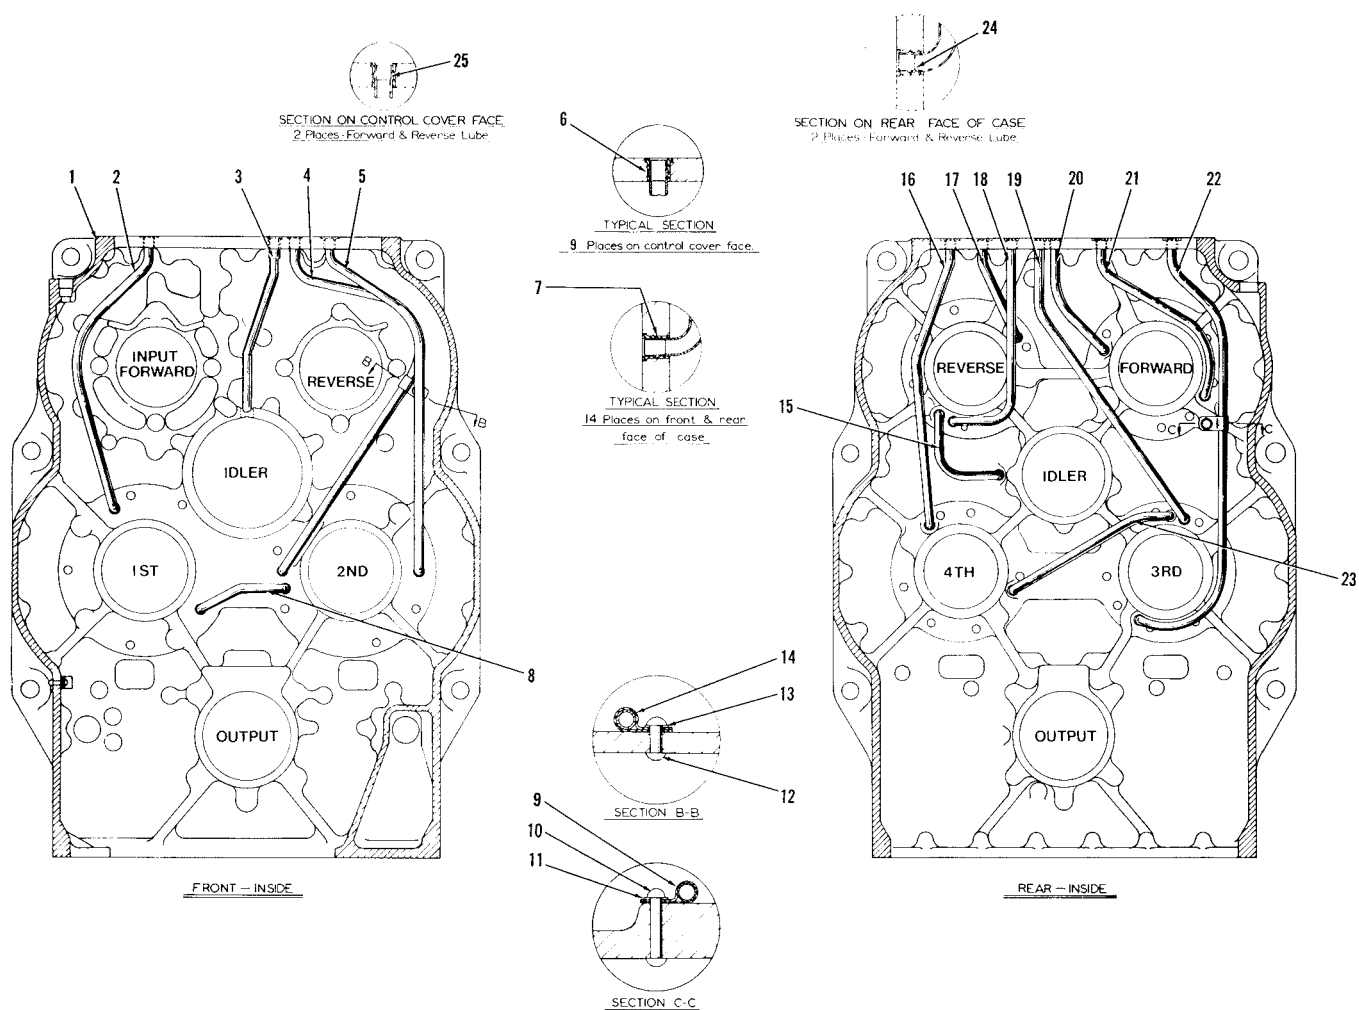 25
SECTION ON CONTROL COVER FACE
2 Places-Forward & Reverse Lube.
24
SECTION ON REAR FACE OF CASE
2 Places-Forward & Reverse Lube.
6
TYPICAL SECTION
9 Places on control cover face.
7
TYPICAL SECTION
14 Places on front & rear
face of case
1
2
3
4
5
INPUT
FORWARD
REVERSE
B
B
IDLER
1ST
2ND
8
OUTPUT
FRONT - INSIDE
14
13
12
SECTION B-B
9
10
11
SECTION C-C
16
17
18
19
20
21
22
REVERSE
FORWARD
15
C
C
IDLER
4TH
3RD
23
OUTPUT
REAR - INSIDE